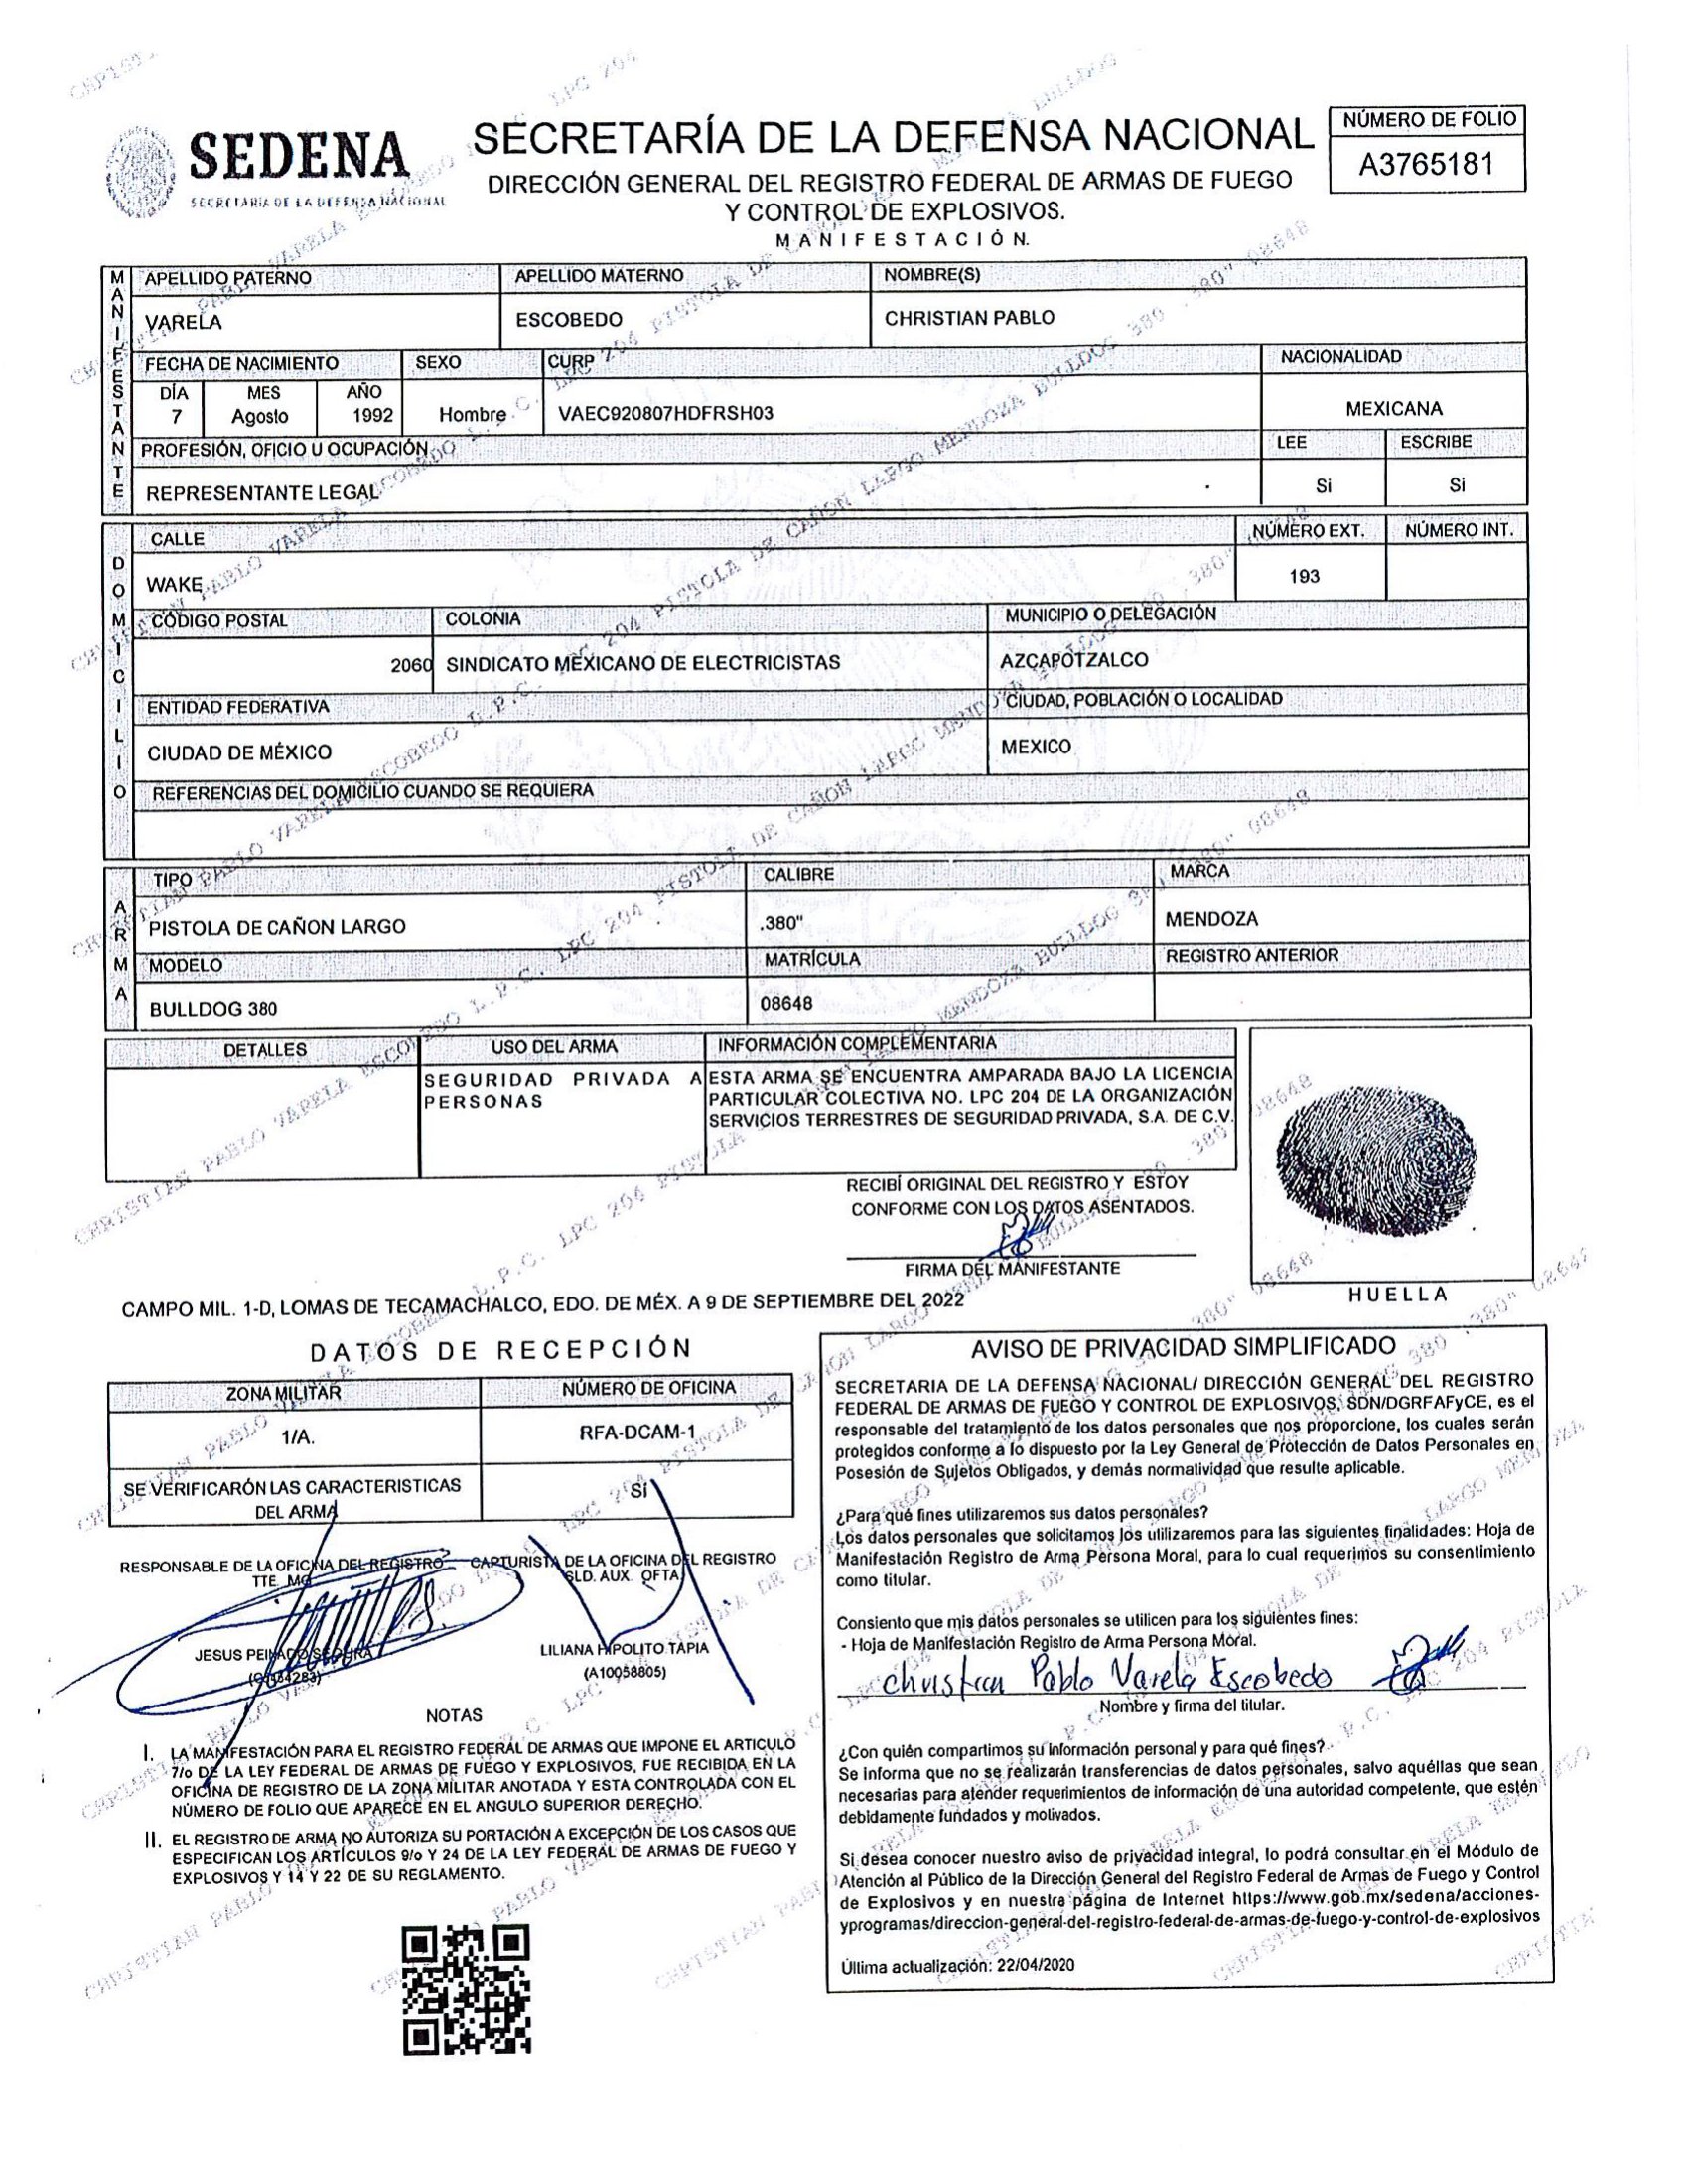 SEDENA
SECRETARÍA DE LA DEFENSA NACIONAL
SECRETARÍA DE LA DEFENSA NACIONAL
DIRECCIÓN GENERAL DEL REGISTRO FEDERAL DE ARMAS DE FUEGO
Y CONTROL DE EXPLOSIVOS.
MANIFESTACIÓN.
NÚMERO DE FOLIO
A3765181
MANIFESTANTE
APELLIDO PATERNO APELLIDO MATERNO NOMBRE(S)
VARELA ESCOBEDO CHRISTIAN PABLO
FECHA DE NACIMIENTO SEXO CURP NACIONALIDAD
DÍA MES AÑO
7 Agosto 1992 Hombre VAEC920807HDFRSH03 MEXICANA
PROFESIÓN, OFICIO U OCUPACIÓN LEE ESCRIBE
REPRESENTANTE LEGAL Si Si
DOMICILIO
CALLE NÚMERO EXT. NÚMERO INT.
WAKE 193
CÓDIGO POSTAL COLONIA MUNICIPIO O DELEGACIÓN
2060 SINDICATO MEXICANO DE ELECTRICISTAS AZCAPOTZALCO
ENTIDAD FEDERATIVA CIUDAD, POBLACIÓN O LOCALIDAD
CIUDAD DE MÉXICO MEXICO
REFERENCIAS DEL DOMICILIO CUANDO SE REQUIERA
ARMA
TIPO CALIBRE MARCA
PISTOLA DE CAÑON LARGO .380" MENDOZA
MODELO MATRÍCULA REGISTRO ANTERIOR
BULLDOG 380 08648
DETALLES USO DEL ARMA INFORMACIÓN COMPLEMENTARIA
SEGURIDAD PRIVADA A
PERSONAS
ESTA ARMA SE ENCUENTRA AMPARADA BAJO LA LICENCIA
PARTICULAR COLECTIVA NO. LPC 204 DE LA ORGANIZACIÓN
SERVICIOS TERRESTRES DE SEGURIDAD PRIVADA, S.A. DE C.V.
RECIBÍ ORIGINAL DEL REGISTRO Y ESTOY
CONFORME CON LOS DATOS ASENTADOS.
FIRMA DEL MANIFESTANTE
HUELLA
CAMPO MIL. 1-D, LOMAS DE TECAMACHALCO, EDO. DE MÉX. A 9 DE SEPTIEMBRE DEL 2022
DATOS DE RECEPCIÓN
ZONA MILITAR NÚMERO DE OFICINA
1/A. RFA-DCAM-1
SE VERIFICARÓN LAS CARACTERISTICAS
DEL ARMA
Si
RESPONSABLE DE LA OFICINA DEL REGISTRO
TTE. MG.
JESUS PEINADO SEGURA
CAPTURISTA DE LA OFICINA DEL REGISTRO
SLD. AUX. OFTA.
LILIANA HIPOLITO TAPIA
(A10058805)
NOTAS
I. LA MANIFESTACIÓN PARA EL REGISTRO FEDERAL DE ARMAS QUE IMPONE EL ARTICULO
7/o DE LA LEY FEDERAL DE ARMAS DE FUEGO Y EXPLOSIVOS, FUE RECIBIDA EN LA
OFICINA DE REGISTRO DE LA ZONA MILITAR ANOTADA Y ESTA CONTROLADA CON EL
NÚMERO DE FOLIO QUE APARECE EN EL ANGULO SUPERIOR DERECHO.
II. EL REGISTRO DE ARMA NO AUTORIZA SU PORTACIÓN A EXCEPCIÓN DE LOS CASOS QUE
ESPECIFICAN LOS ARTÍCULOS 9/o Y 24 DE LA LEY FEDERAL DE ARMAS DE FUEGO Y
EXPLOSIVOS Y 14 Y 22 DE SU REGLAMENTO.
AVISO DE PRIVACIDAD SIMPLIFICADO
SECRETARIA DE LA DEFENSA NACIONAL/ DIRECCIÓN GENERAL DEL REGISTRO
FEDERAL DE ARMAS DE FUEGO Y CONTROL DE EXPLOSIVOS, SDN/DGRFAFyCE, es el
responsable del tratamiento de los datos personales que nos proporcione, los cuales serán
protegidos conforme a lo dispuesto por la Ley General de Protección de Datos Personales en
Posesión de Sujetos Obligados, y demás normatividad que resulte aplicable.
¿Para qué fines utilizaremos sus datos personales?
Los datos personales que solicitamos los utilizaremos para las siguientes finalidades: Hoja de
Manifestación Registro de Arma Persona Moral, para lo cual requerimos su consentimiento
como titular.
Consiento que mis datos personales se utilicen para los siguientes fines:
- Hoja de Manifestación Registro de Arma Persona Moral.
Christian Pablo Varela Escobedo
Nombre y firma del titular.
¿Con quién compartimos su información personal y para qué fines?
Se informa que no se realizarán transferencias de datos personales, salvo aquéllas que sean
necesarias para atender requerimientos de información de una autoridad competente, que estén
debidamente fundados y motivados.
Si desea conocer nuestro aviso de privacidad integral, lo podrá consultar en el Módulo de
Atención al Público de la Dirección General del Registro Federal de Armas de Fuego y Control
de Explosivos y en nuestra página de Internet https://www.gob.mx/sedena/acciones-
yprogramas/direccion-general-del-registro-federal-de-armas-de-fuego-y-control-de-explosivos
Última actualización: 22/04/2020